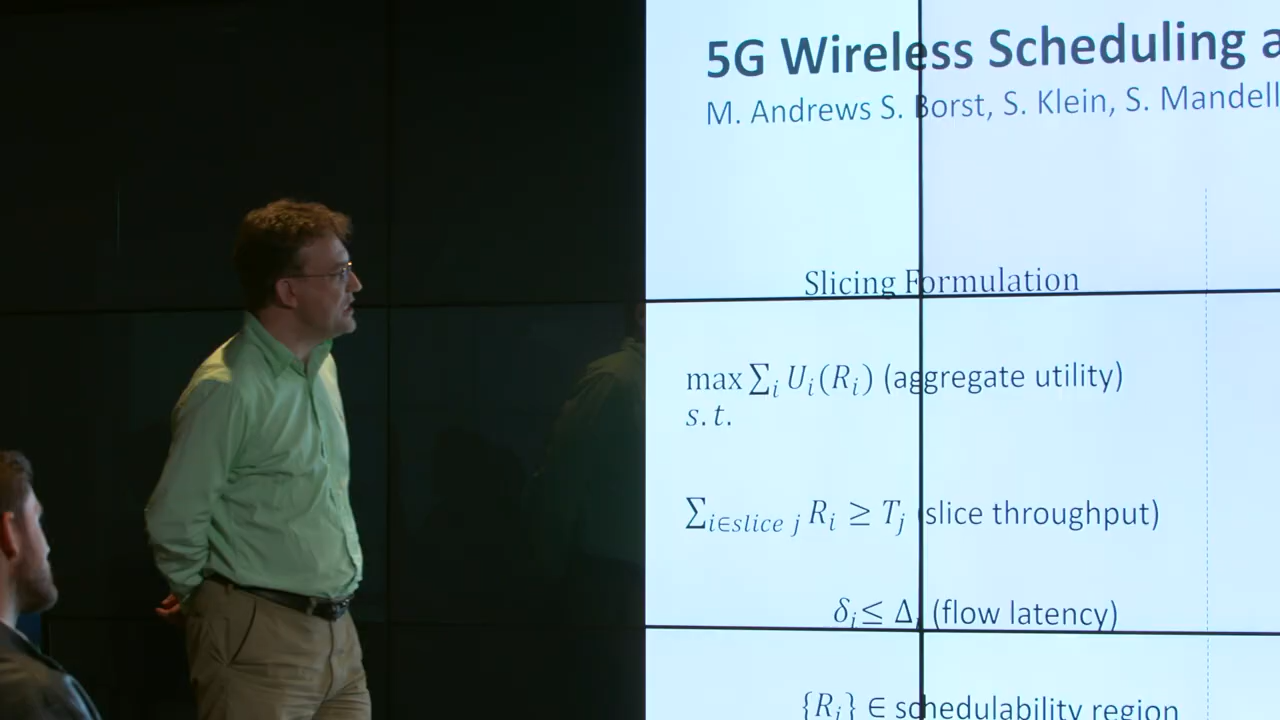 5G Wireless Scheduling
M. Andrews S. Borst, S. Klein, S. Mandell
Slicing Formulation
max ∑ᵢ Uᵢ(Rᵢ) (aggregate utility)
s.t.
∑_{i∈slice j} Rᵢ ≥ Tⱼ (slice throughput)
δᵢ ≤ Δᵢ (flow latency)
{Rᵢ} ∈ schedulability region